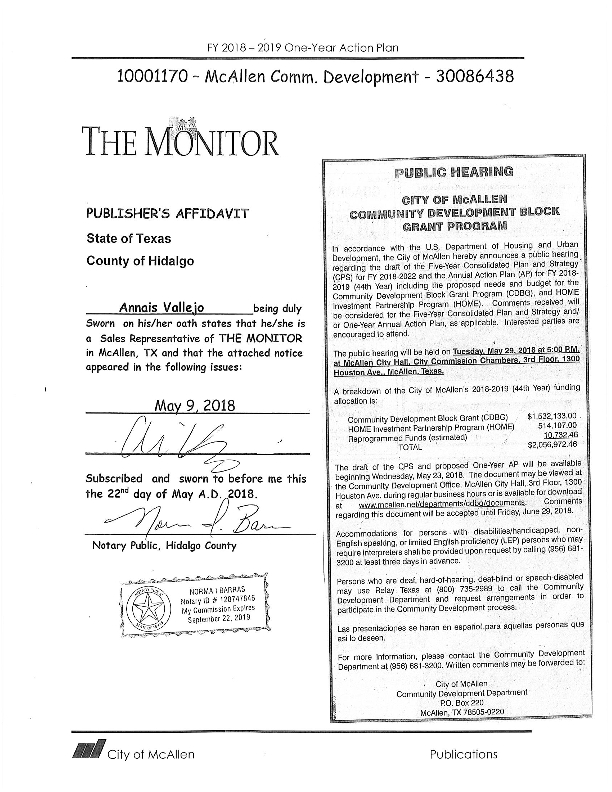 FY 2018 – 2019 One-Year Action Plan
10001170 - McAllen Comm. Development - 30086438
THE MONITOR
PUBLISHER'S AFFIDAVIT
State of Texas
County of Hidalgo
Annais Vallejo being duly
Sworn on his/her oath states that he/she is
a Sales Representative of THE MONITOR
in McAllen, TX and that the attached notice
appeared in the following issues:
May 9, 2018
Subscribed and sworn to before me this
the 22nd day of May A.D. 2018.
Notary Public, Hidalgo County
NORMA I BARRAS
Notary ID #
My Commission Expires
September 22, 2019
PUBLIC HEARING
CITY OF McALLEN
COMMUNITY DEVELOPMENT BLOCK
GRANT PROGRAM
In accordance with the U.S. Department of Housing and Urban
Development, the City of McAllen hereby announces a public hearing
regarding the draft of the Five-Year Consolidated Plan and Strategy
(CPS) for FY 2018-2022 and the Annual Action Plan (AP) for FY 2018-
2019 (44th Year) including the proposed needs and budget for the
Community Development Block Grant Program (CDBG), and HOME
Investment Partnership Program (HOME). Comments received will
be considered for the Five-Year Consolidated Plan and Strategy and/
or One-Year Annual Action Plan, as applicable. Interested parties are
encouraged to attend.
The public hearing will be held on Tuesday, May 29, 2018 at 5:00 P.M.
at McAllen City Hall, City Commission Chambers, 3rd Floor, 1300
Houston Ave., McAllen, Texas.
A breakdown of the City of McAllen's 2018-2019 (44th Year) funding
allocation is:
Community Development Block Grant (CDBG) $1,532,133.00
HOME Investment Partnership Program (HOME) 514,107.00
Reprogrammed Funds (estimated) 10,732.46
TOTAL $2,056,972.46
The draft of the CPS and proposed One-Year AP will be available
beginning Wednesday, May 23, 2018. The document may be viewed at
the Community Development Office, McAllen City Hall, 3rd Floor, 1300
Houston Ave. during regular business hours or is available for download
at www.mcallen.net/departments/cdbg/documents. Comments
regarding this document will be accepted until Friday, June 29, 2018.
Accommodations for persons with disabilities/handicapped, non-
English speaking, or limited English proficiency (LEP) persons who may
require interpreters shall be provided upon request by calling (956) 681-
3200 at least three days in advance.
Persons who are deaf, hard-of-hearing, deaf-blind or speech-disabled
may use Relay Texas at (800) 735-2989 to call the Community
Development Department and request arrangements in order to
participate in the Community Development process.
Las presentaciones se haran en español para aquellas personas que
asi lo deseen.
For more information, please contact the Community Development
Department at (956) 681-3200. Written comments may be forwarded to:
City of McAllen
Community Development Department
P.O. Box 220
McAllen, TX 78505-0220
City of McAllen Publications